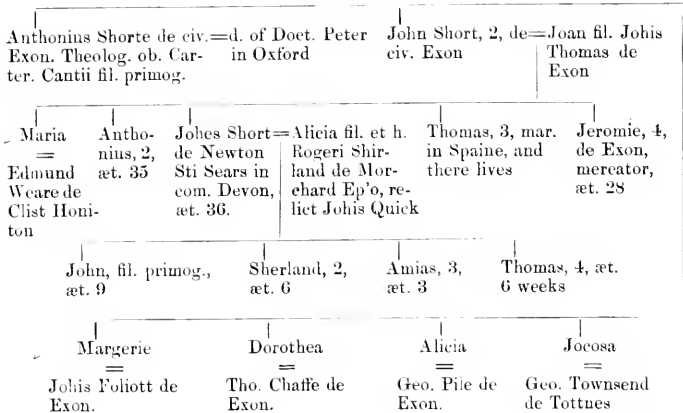 Anthonius Shorte de civ.=d. of Doct. Peter
Exon. Theolog. ob. Car- in Oxford
ter. Cantii fil. primog.
John Short, 2, de=Joan fil. Johis
civ. Exon Thomas de
Exon
Maria
=
Edmund
Weare de
Clist Honi-
ton
Antho-
nius, 2,
æt. 35
Johes Short=Alicia fil. et h.
de Newton Rogeri Shir-
Sti Sears in land de Mor-
com. Devon, chard Ep'o, re-
æt. 36. lict Johis Quick
Thomas, 3, mar.
in Spaine, and
there lives
Jeromie, 4,
de Exon,
mercator,
æt. 28
John, fil. primog.,
æt. 9
Sherland, 2,
æt. 6
Amias, 3,
æt. 3
Thomas, 4, æt.
6 weeks
Margerie
=
Johis Foliott de
Exon.
Dorothea
=
Tho. Chaffe de
Exon.
Alicia
=
Geo. Pile de
Exon.
Jocosa
=
Geo. Townsend
de Tottues